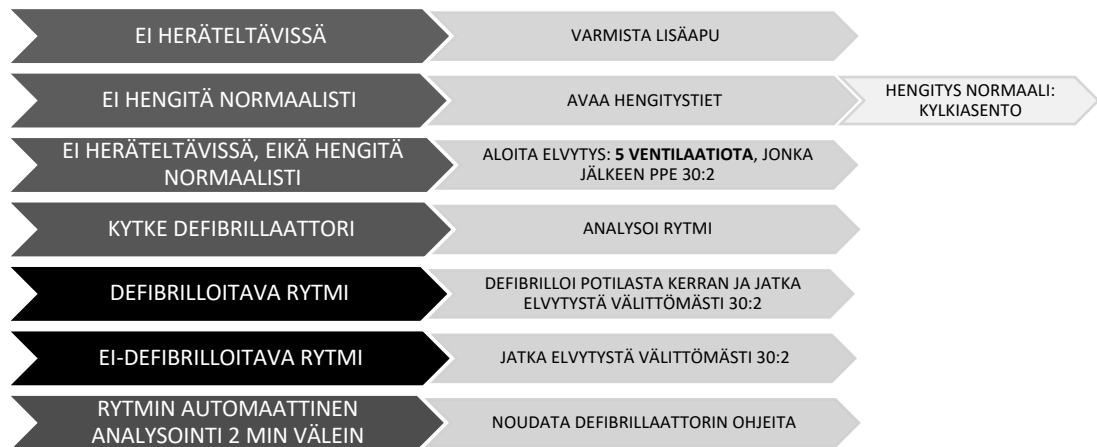 EI HERÄTELTÄVISSÄ
VARMISTA LISÄAPU
EI HENGITÄ NORMAALISTI
AVAA HENGITYSTIET
HENGITYS NORMAALI:
KYLKIASENTO
EI HERÄTELTÄVISSÄ, EIKÄ HENGITÄ
NORMAALISTI
ALOITA ELVYTYS: 5 VENTILAATIOTA, JONKA
JÄLKEEN PPE 30:2
KYTKE DEFIBRILLAATTORI
ANALYSOI RYTMI
DEFIBRILLOITAVA RYTMI
DEFIBRILLOI POTILASTA KERRAN JA JATKA
ELVYTYSTÄ VÄLITTÖMÄSTI 30:2
EI-DEFIBRILLOITAVA RYTMI
JATKA ELVYTYSTÄ VÄLITTÖMÄSTI 30:2
RYTMIN AUTOMAATTINEN
ANALYSOINTI 2 MIN VÄLEIN
NOUDATA DEFIBRILLAATTORIN OHJEITA